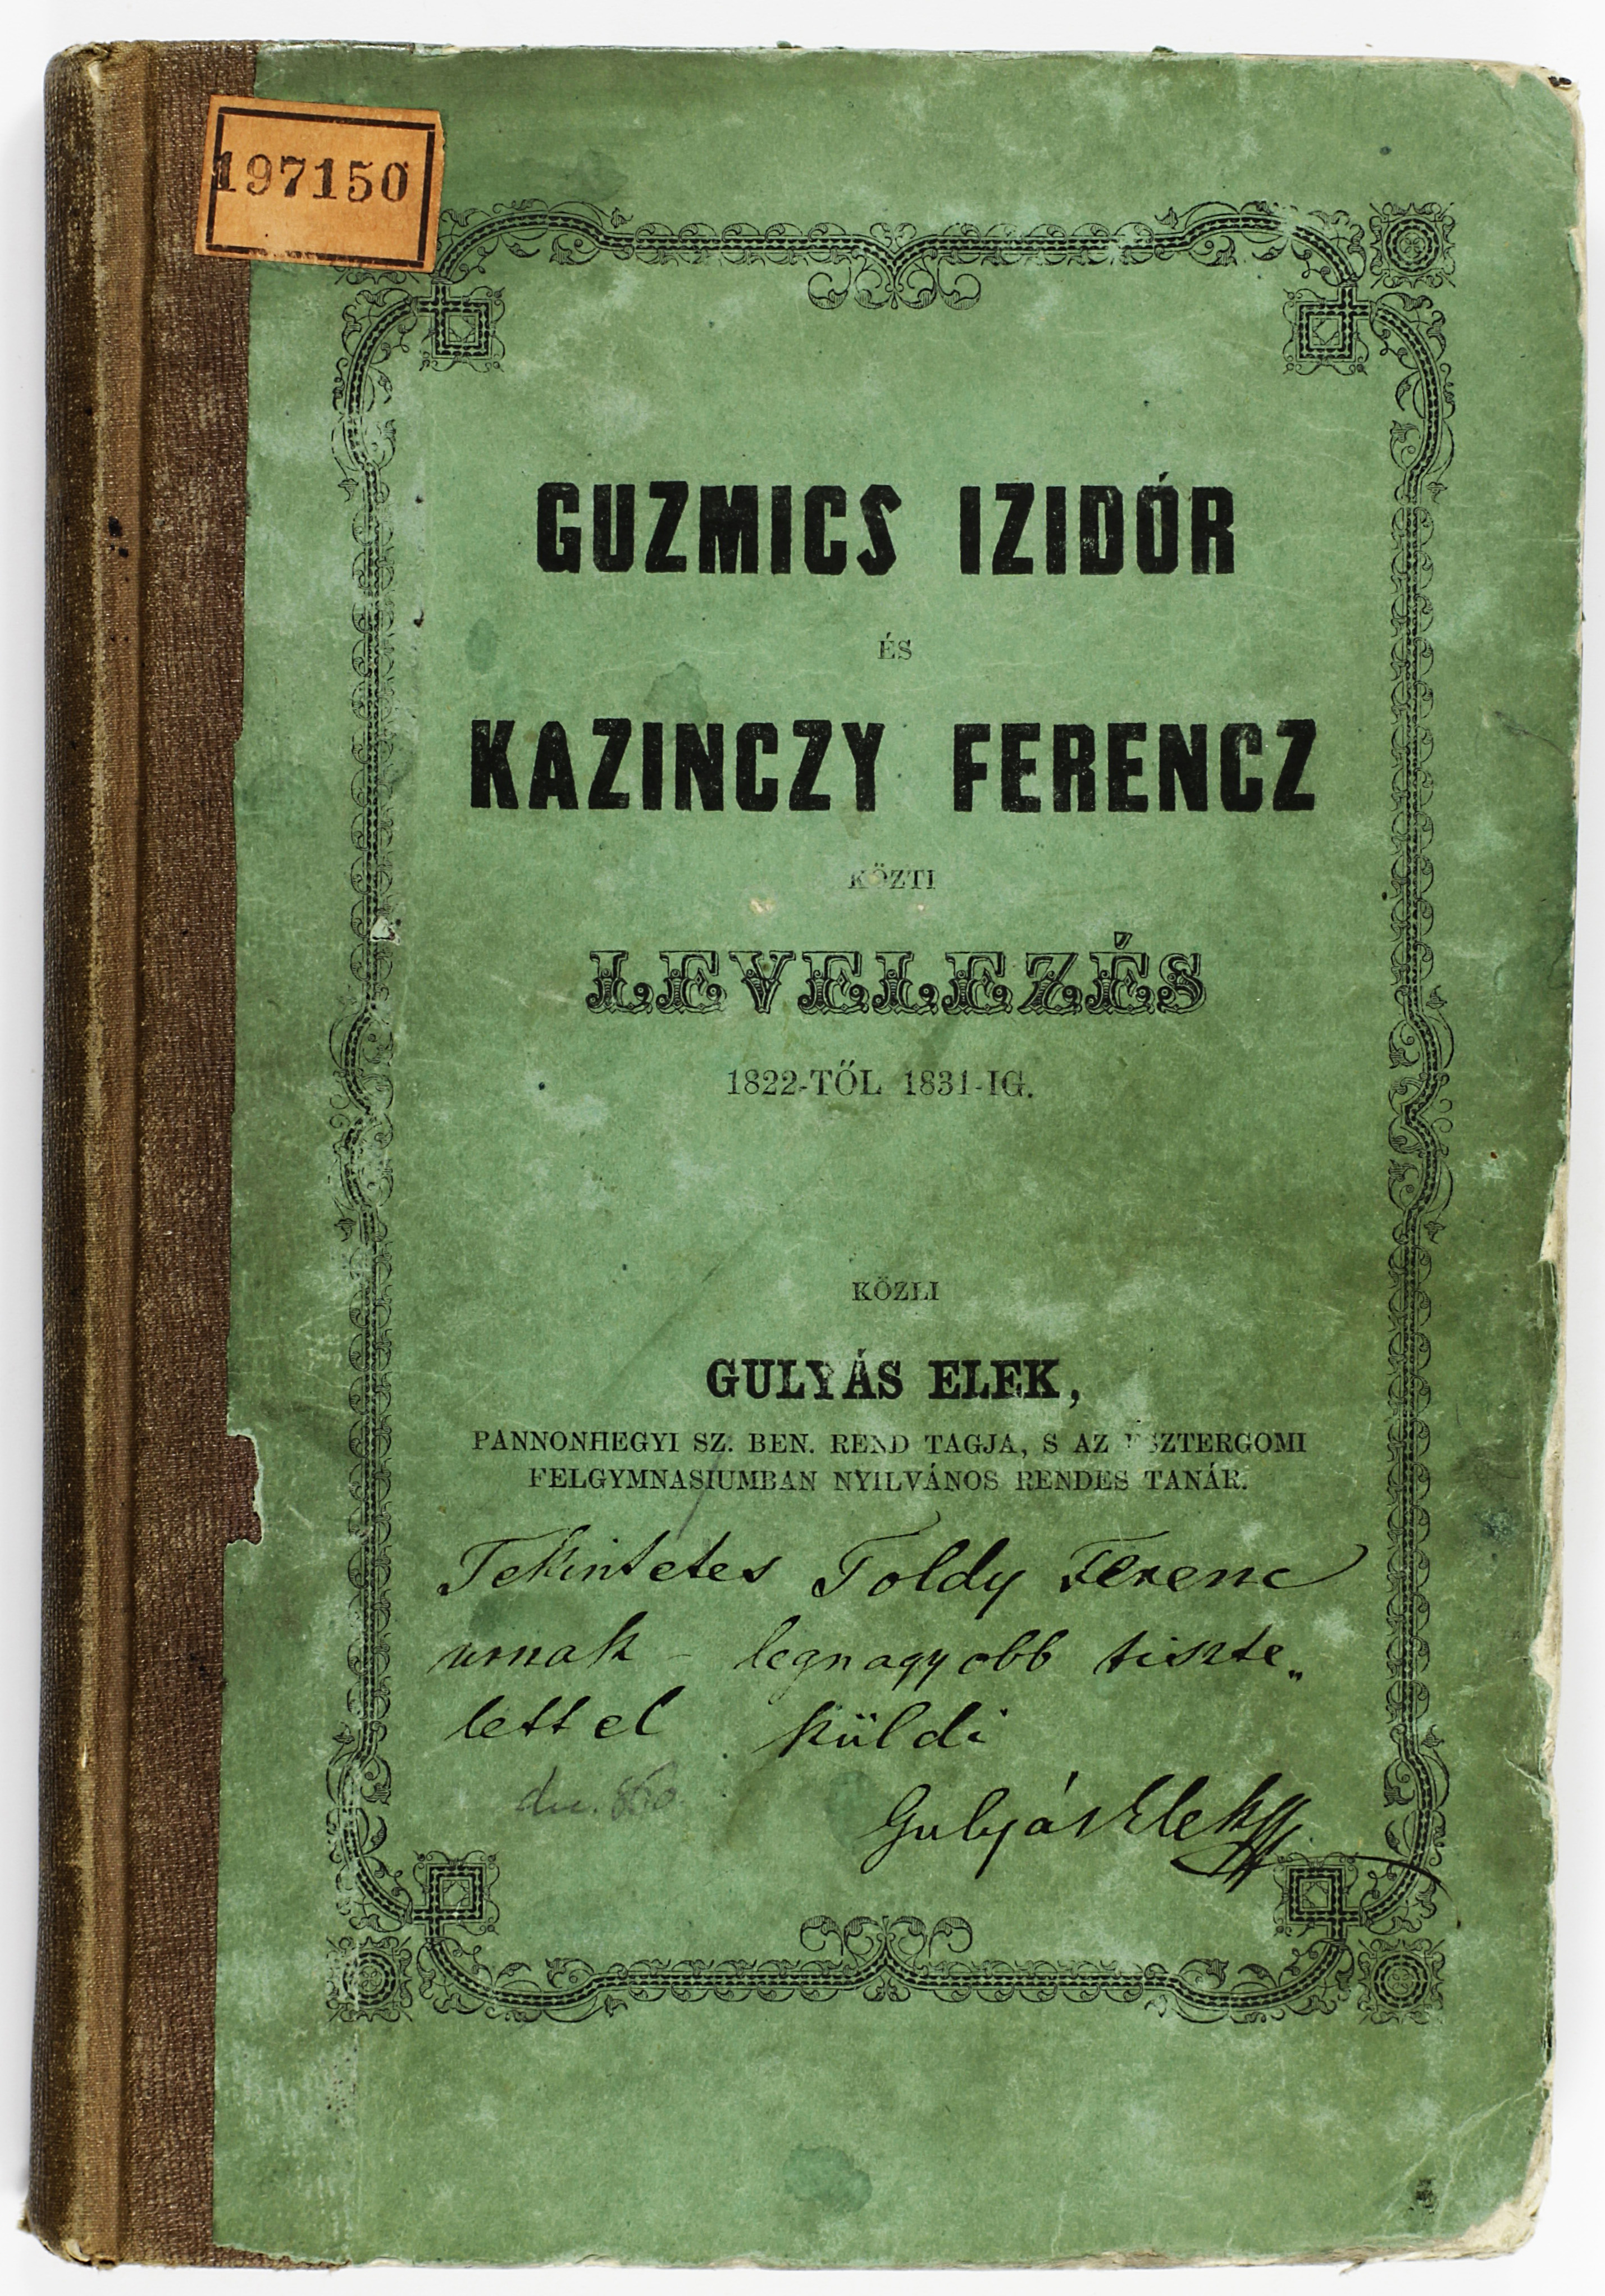 197150
GUZMICS IZIDÓR
ÉS
KAZINCZY FERENCZ
KÖZTI
LEVELEZÉS
1822-TŐL 1831-IG.
KÖZLI
GULYÁS ELEK,
PANNONHEGYI SZ. BEN. REND TAGJA, S AZ ESZTERGOMI
FELGYMNASIUMBAN NYILVÁNOS RENDES TANÁR.
Tekintetes Toldy Ferenc
urnak - legnagyobb tiszte„
lettel küldi
Gulyás Elek